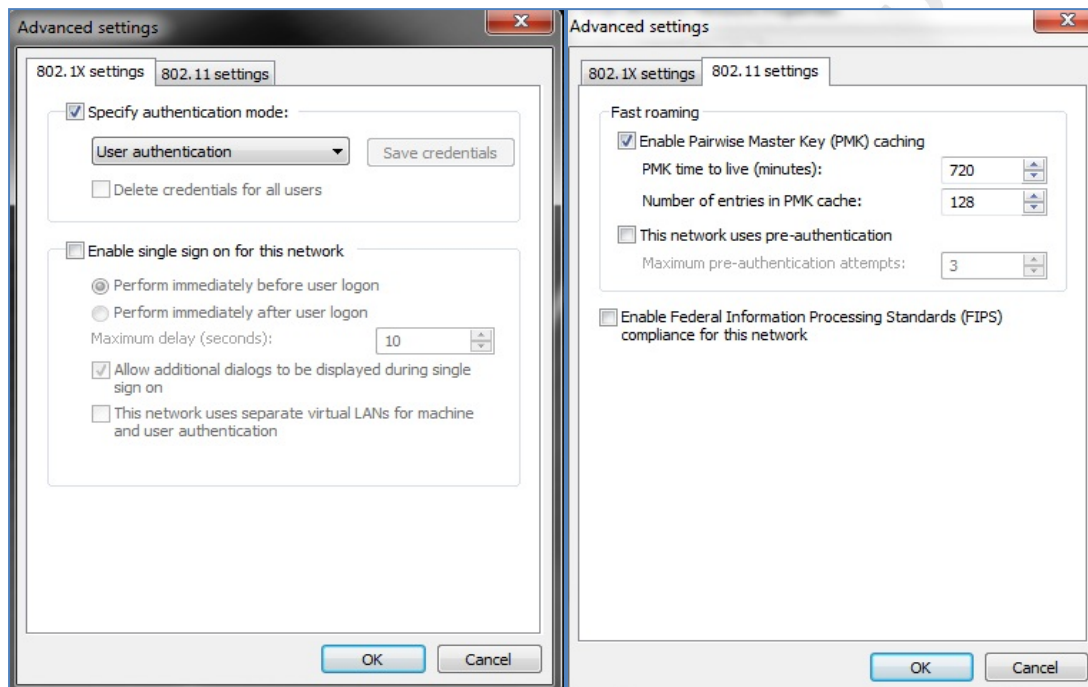 Advanced settings
802.1X settings
802.11 settings
Specify authentication mode:
User authentication
Save credentials
Delete credentials for all users
Enable single sign on for this network
Perform immediately before user logon
Perform immediately after user logon
Maximum delay (seconds):
10
Allow additional dialogs to be displayed during single
sign on
This network uses separate virtual LANs for machine
and user authentication
OK
Cancel
Advanced settings
802.1X settings
802.11 settings
Fast roaming
Enable Pairwise Master Key (PMK) caching
PMK time to live (minutes):
720
Number of entries in PMK cache:
128
This network uses pre-authentication
Maximum pre-authentication attempts:
3
Enable Federal Information Processing Standards (FIPS)
compliance for this network
OK
Cancel